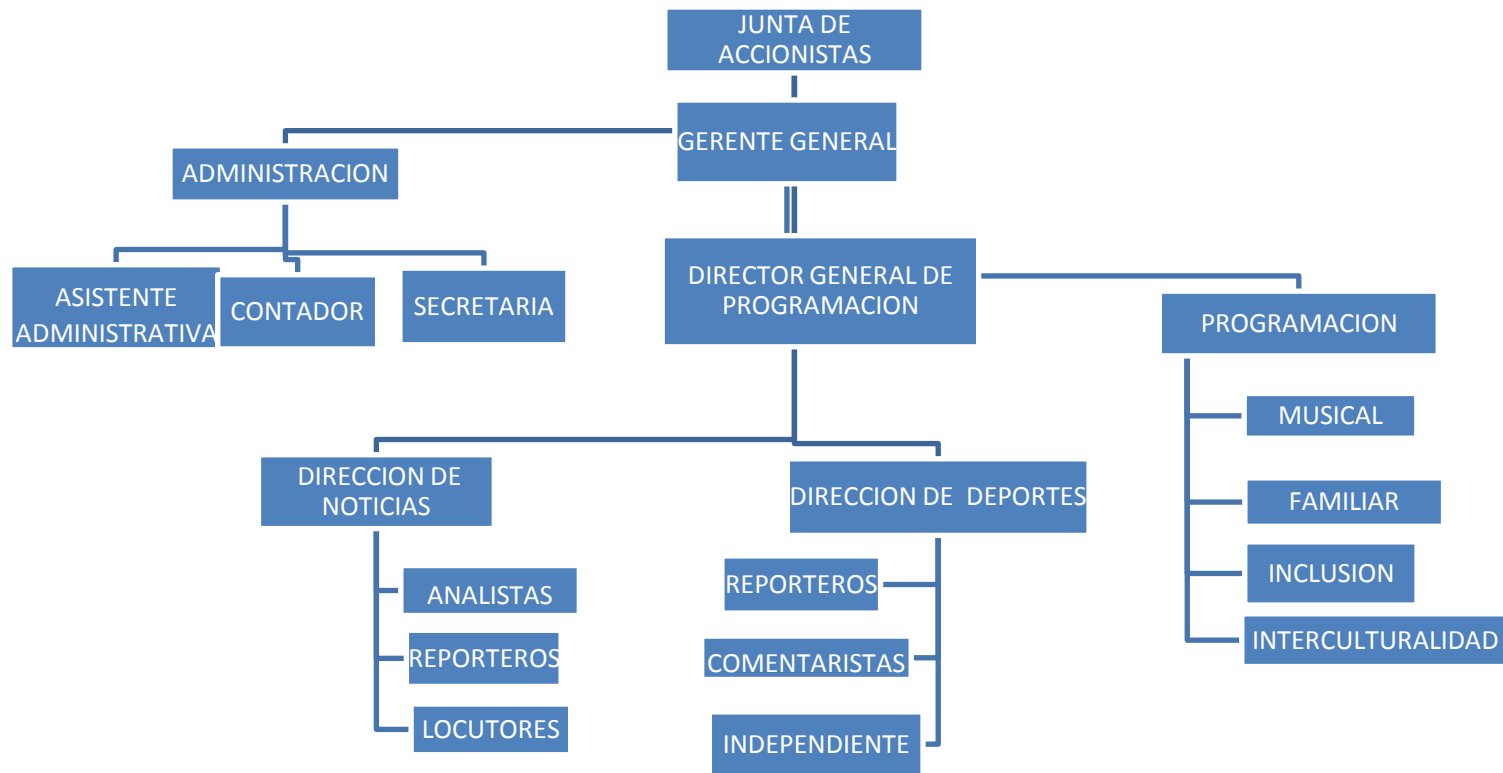 JUNTA DE
ACCIONISTAS
GERENTE GENERAL
ADMINISTRACION
ASISTENTE
ADMINISTRATIVA
CONTADOR
SECRETARIA
DIRECTOR GENERAL DE
PROGRAMACION
PROGRAMACION
MUSICAL
FAMILIAR
INCLUSION
INTERCULTURALIDAD
DIRECCION DE
NOTICIAS
ANALISTAS
REPORTEROS
LOCUTORES
DIRECCION DE DEPORTES
REPORTEROS
COMENTARISTAS
INDEPENDIENTE